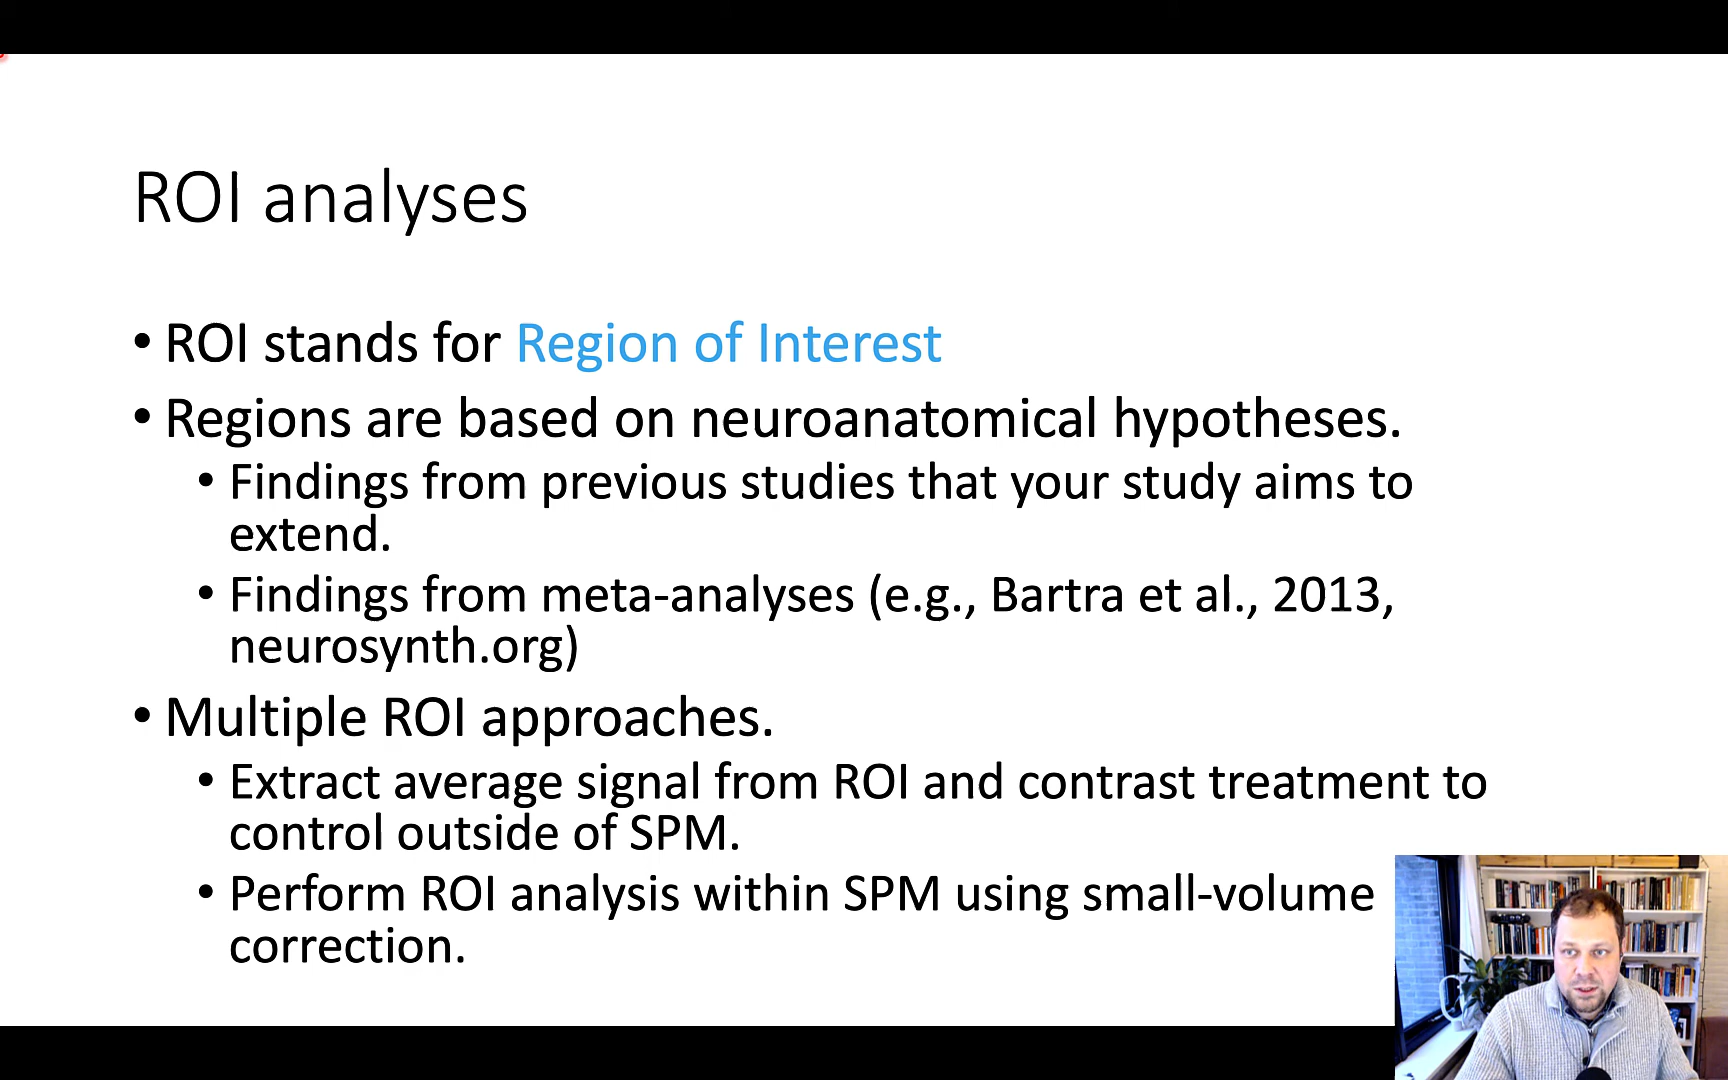 ROI analyses
• ROI stands for Region of Interest
• Regions are based on neuroanatomical hypotheses.
• Findings from previous studies that your study aims to
extend.
• Findings from meta-analyses (e.g., Bartra et al., 2013,
neurosynth.org)
• Multiple ROI approaches.
• Extract average signal from ROI and contrast treatment to
control outside of SPM.
• Perform ROI analysis within SPM using small-volume
correction.